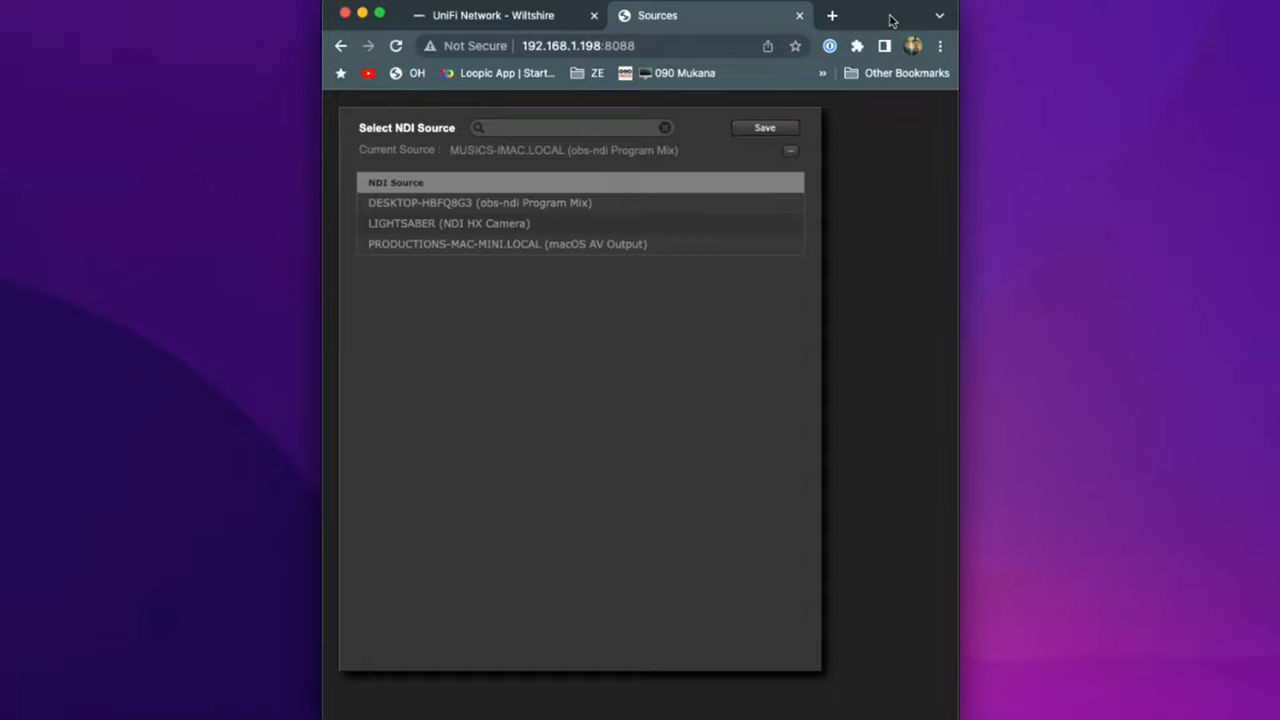 UniFi Network - Wiltshire
Sources
Not Secure
192.168.1.198:8088
OH
Loopic App | Start...
ZE
090 Mukana
»
Other Bookmarks
Select NDI Source
Save
Current Source : MUSICS-IMAC.LOCAL (obs-ndi Program Mix)
NDI Source
DESKTOP-HBFQ8G3 (obs-ndi Program Mix)
LIGHTSABER (NDI HX Camera)
PRODUCTIONS-MAC-MINI.LOCAL (macOS AV Output)